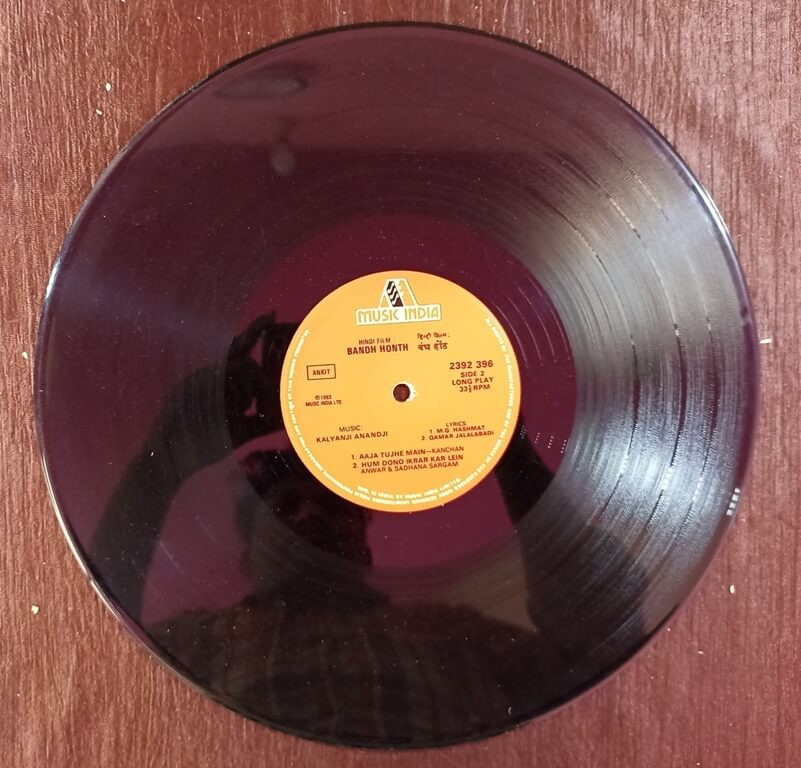 MUSIC INDIA
HINDI FILM हिन्दी फ़िल्म :
BANDH HONTH बंध होंठ
2392 396
ANKIT
SIDE 2
LONG PLAY
33⅓ RPM
℗ 1983
MUSIC INDIA LTD.
MUSIC:
KALYANJI ANANDJI
LYRICS:
1. M.G. HASHMAT
2. QAMAR JALALABADI
1. AAJA TUJHE MAIN—KANCHAN
2. HUM DONO IKRAR KAR LEIN
ANWAR & SADHANA SARGAM